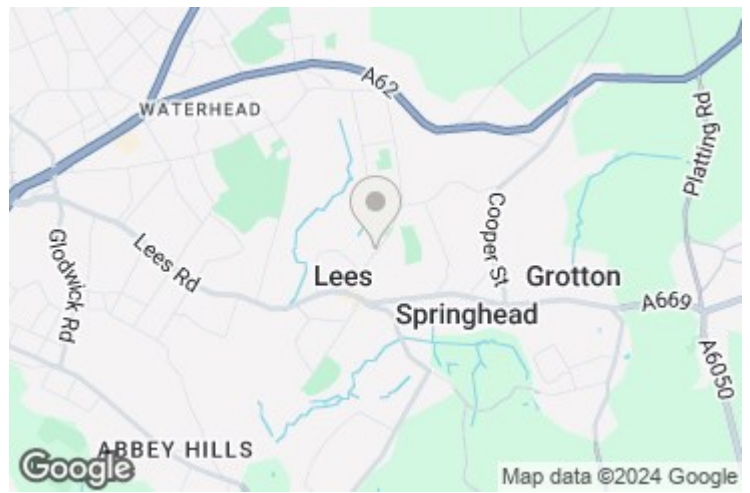 A62
WATERHEAD
Platting Rd
Cooper St
Glodwick Rd
Lees Rd
Lees
Grotton
Springhead
A669
A6050
ABBEY HILLS
Google
Map data ©2024 Google